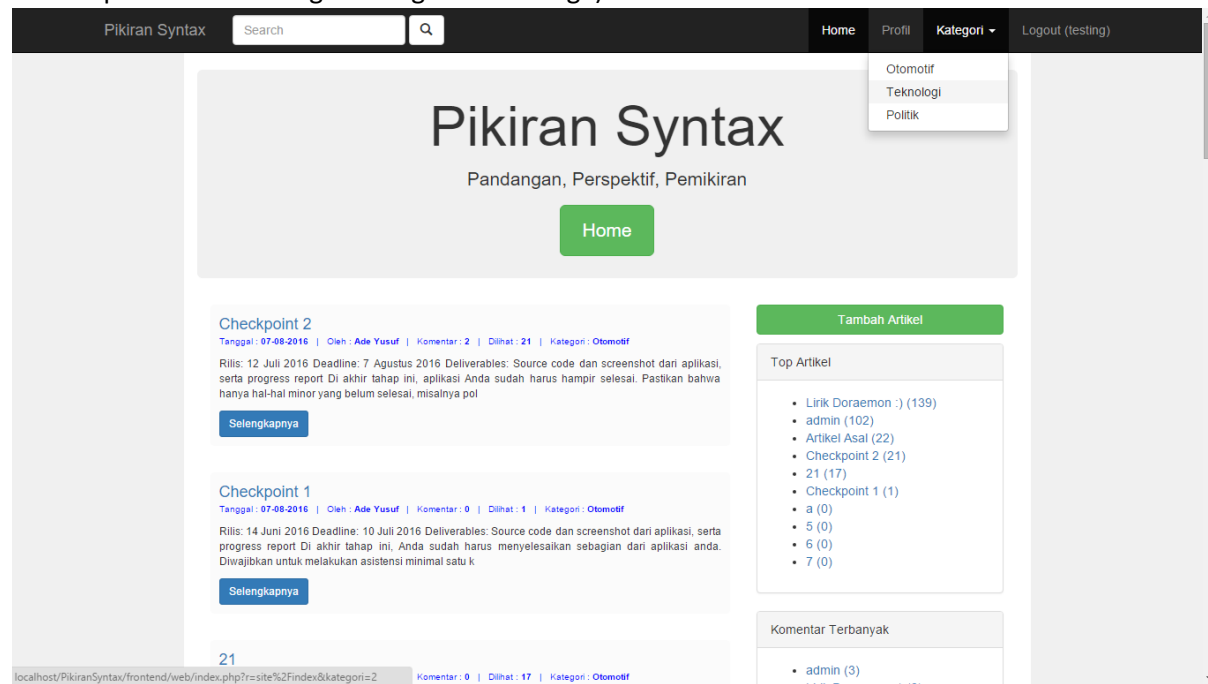 Pikiran Syntax Search Home Profil Kategori Logout (testing)
Otomotif
Teknologi
Politik
Pikiran Syntax
Pandangan, Perspektif, Pemikiran
Home
Checkpoint 2
Tanggal : 07-08-2016 | Oleh : Ade Yusuf | Komentar : 2 | Dilihat : 21 | Kategori : Otomotif
Rilis: 12 Juli 2016 Deadline: 7 Agustus 2016 Deliverables: Source code dan screenshot dari aplikasi,
serta progress report Di akhir tahap ini, aplikasi Anda sudah harus hampir selesai. Pastikan bahwa
hanya hal-hal minor yang belum selesai, misalnya pol
Selengkapnya
Checkpoint 1
Tanggal : 07-08-2016 | Oleh : Ade Yusuf | Komentar : 0 | Dilihat : 1 | Kategori : Otomotif
Rilis: 14 Juni 2016 Deadline: 10 Juli 2016 Deliverables: Source code dan screenshot dari aplikasi, serta
progress report Di akhir tahap ini, Anda sudah harus menyelesaikan sebagian dari aplikasi anda.
Diwajibkan untuk melakukan asistensi minimal satu k
Selengkapnya
21
Komentar : 0 | Dilihat : 17 | Kategori : Otomotif
Tambah Artikel
Top Artikel
Lirik Doraemon :) (139)
admin (102)
Artikel Asal (22)
Checkpoint 2 (21)
21 (17)
Checkpoint 1 (1)
a (0)
5 (0)
6 (0)
7 (0)
Komentar Terbanyak
admin (3)
localhost/PikiranSyntax/frontend/web/index.php?r=site%2Findex&kategori=2